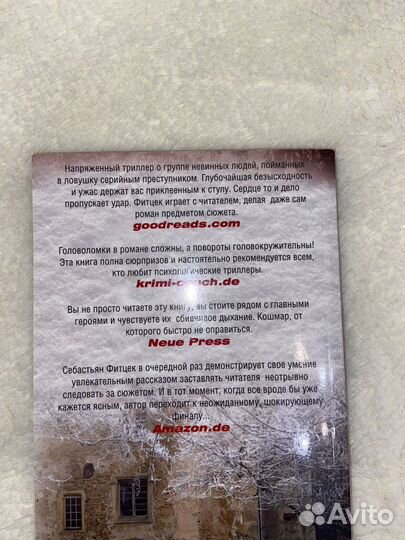 Напряженный триллер о группе невинных людей, пойманных
в ловушку серийным преступником. Глубочайшая безысходность
и ужас держат вас приклеенным к стулу. Сердце то и дело
пропускает удар. Фитцек играет с читателем, делая даже сам
роман предметом сюжета.
goodreads.com
Головоломки в романе сложны, а повороты головокружительны!
Эта книга полна сюрпризов и настоятельно рекомендуется всем,
кто любит психологические триллеры.
krimi-couch.de
Вы не просто читаете эту книгу, вы стоите рядом с главными
героями и чувствуете их сбивчивое дыхание. Кошмар, от
которого быстро не оправиться.
Neue Press
Себастьян Фитцек в очередной раз демонстрирует свое умение
увлекательным рассказом заставлять читателя неотрывно
следовать за сюжетом. И в тот момент, когда все вроде бы уже
кажется ясным, автор переходит к неожиданному, шокирующему
финалу...
Amazon.de
Avito